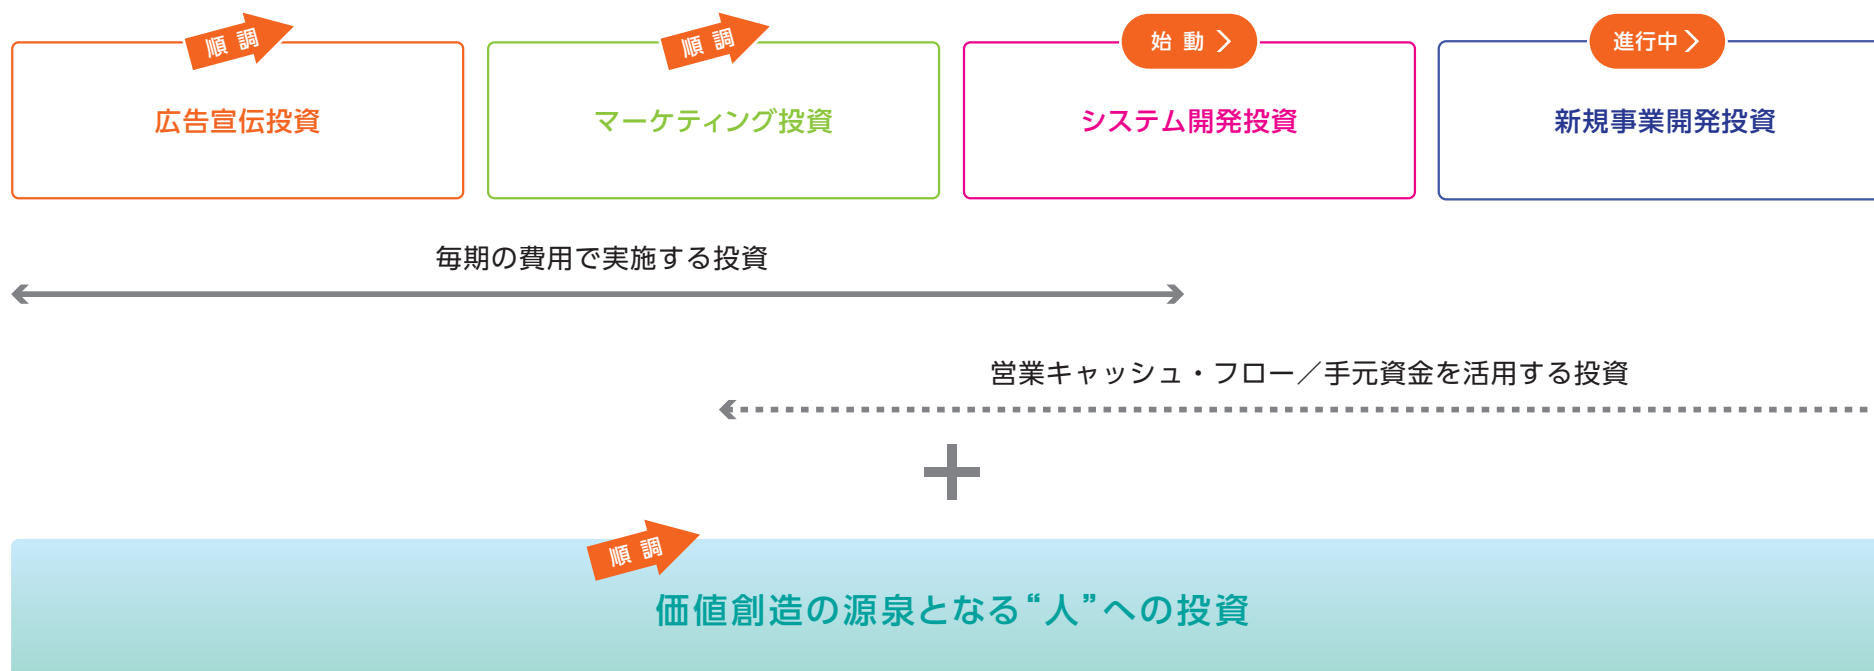 順調
広告宣伝投資
順調
マーケティング投資
始動
システム開発投資
進行中
新規事業開発投資
毎期の費用で実施する投資
営業キャッシュ・フロー／手元資金を活用する投資
順調
価値創造の源泉となる“人”への投資